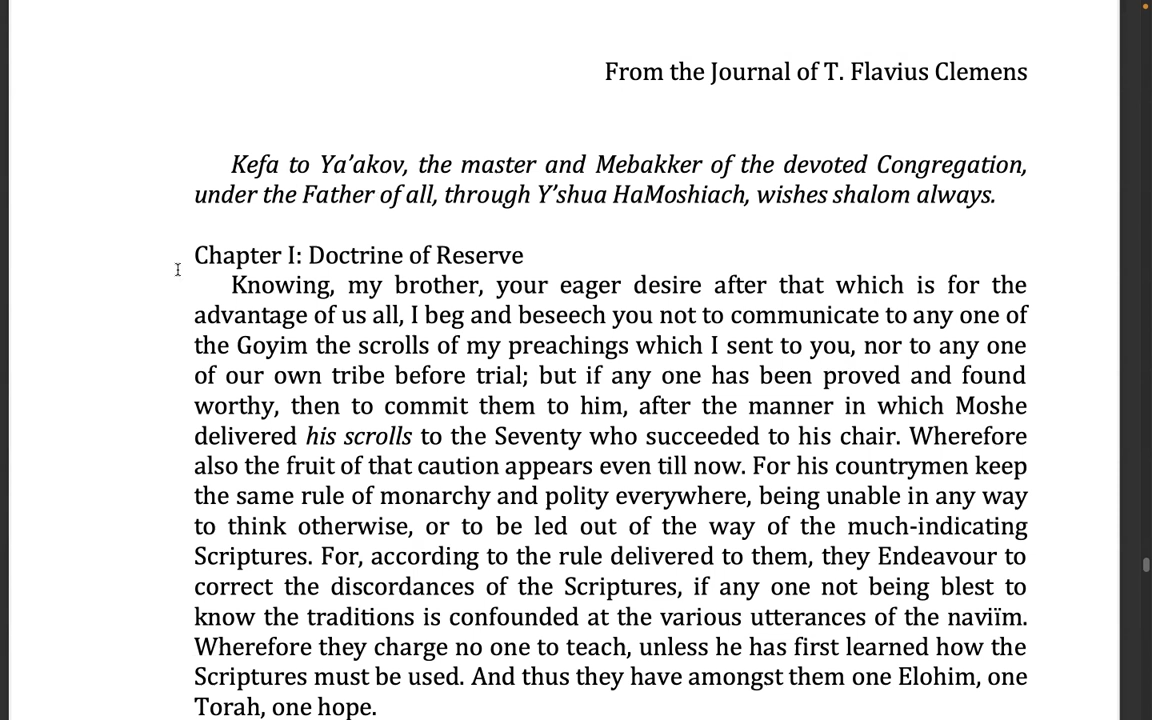 From the Journal of T. Flavius Clemens
Kefa to Ya’akov, the master and Mebakker of the devoted Congregation,
under the Father of all, through Y’shua HaMoshiach, wishes shalom always.
Chapter I: Doctrine of Reserve
Knowing, my brother, your eager desire after that which is for the
advantage of us all, I beg and beseech you not to communicate to any one of
the Goyim the scrolls of my preachings which I sent to you, nor to any one
of our own tribe before trial; but if any one has been proved and found
worthy, then to commit them to him, after the manner in which Moshe
delivered his scrolls to the Seventy who succeeded to his chair. Wherefore
also the fruit of that caution appears even till now. For his countrymen keep
the same rule of monarchy and polity everywhere, being unable in any way
to think otherwise, or to be led out of the way of the much-indicating
Scriptures. For, according to the rule delivered to them, they Endeavour to
correct the discordances of the Scriptures, if any one not being blest to
know the traditions is confounded at the various utterances of the naviïm.
Wherefore they charge no one to teach, unless he has first learned how the
Scriptures must be used. And thus they have amongst them one Elohim, one
Torah, one hope.